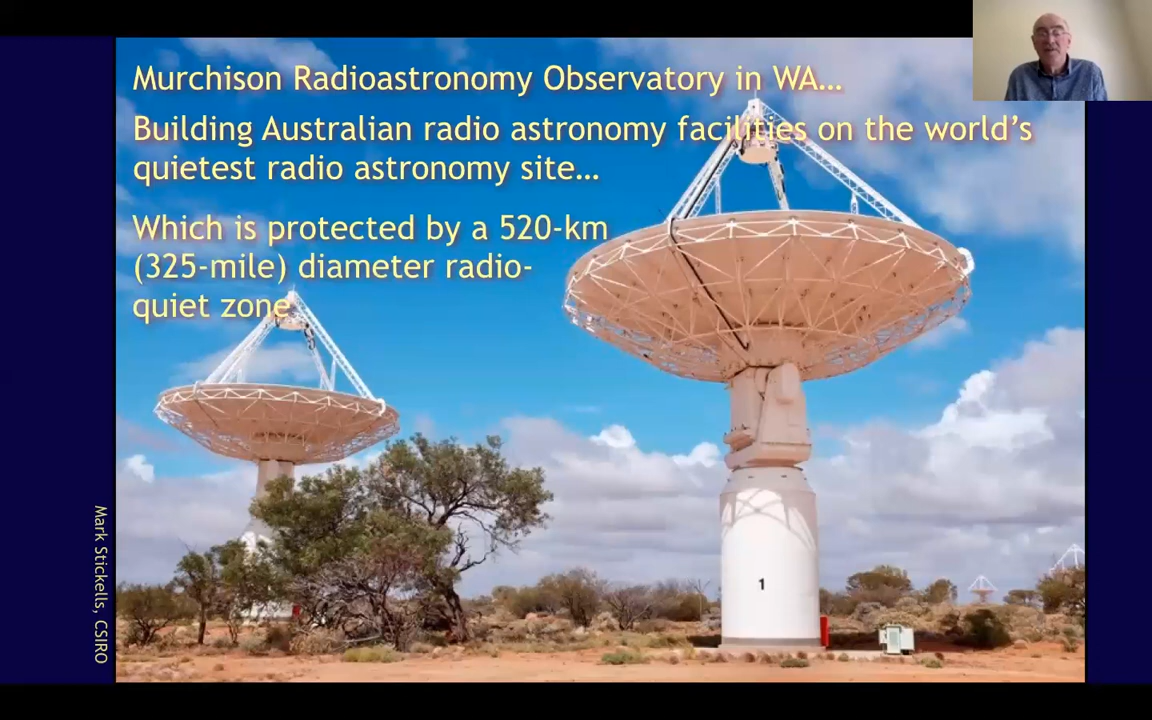 Murchison Radioastronomy Observatory in WA…
Building Australian radio astronomy facilities on the world’s
quietest radio astronomy site…
Which is protected by a 520-km
(325-mile) diameter radio-
quiet zone
Mark Stickells, CSIRO
1